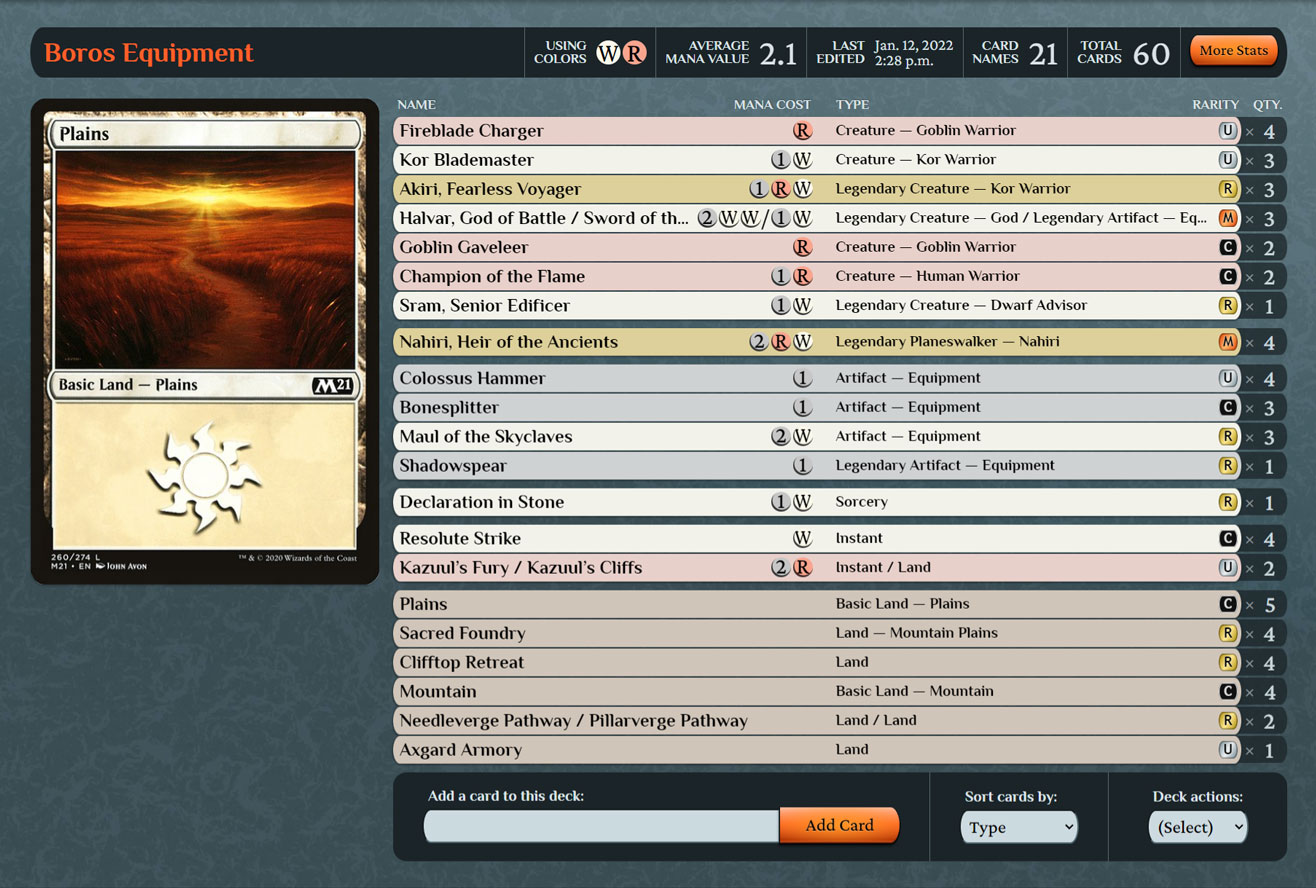 Boros Equipment
USING COLORS W R
AVERAGE MANA VALUE 2.1
LAST EDITED Jan. 12, 2022 2:28 p.m.
CARD NAMES 21
TOTAL CARDS 60
More Stats
Plains
Basic Land — Plains M21
260/274 L ™ & © 2020 Wizards of the Coast
M21 • EN John Avon
NAME MANA COST TYPE RARITY QTY.
Fireblade Charger R Creature — Goblin Warrior U × 4
Kor Blademaster 1 W Creature — Kor Warrior U × 3
Akiri, Fearless Voyager 1 R W Legendary Creature — Kor Warrior R × 3
Halvar, God of Battle / Sword of th... 2 W W / 1 W Legendary Creature — God / Legendary Artifact — Eq... M × 3
Goblin Gaveleer R Creature — Goblin Warrior C × 2
Champion of the Flame 1 R Creature — Human Warrior C × 2
Sram, Senior Edificer 1 W Legendary Creature — Dwarf Advisor R × 1
Nahiri, Heir of the Ancients 2 R W Legendary Planeswalker — Nahiri M × 4
Colossus Hammer 1 Artifact — Equipment U × 4
Bonesplitter 1 Artifact — Equipment C × 3
Maul of the Skyclaves 2 W Artifact — Equipment R × 3
Shadowspear 1 Legendary Artifact — Equipment R × 1
Declaration in Stone 1 W Sorcery R × 1
Resolute Strike W Instant C × 4
Kazuul's Fury / Kazuul's Cliffs 2 R Instant / Land U × 2
Plains Basic Land — Plains C × 5
Sacred Foundry Land — Mountain Plains R × 4
Clifftop Retreat Land R × 4
Mountain Basic Land — Mountain C × 4
Needleverge Pathway / Pillarverge Pathway Land / Land R × 2
Axgard Armory Land U × 1
Add a card to this deck:
Add Card
Sort cards by:
Type
Deck actions:
(Select)